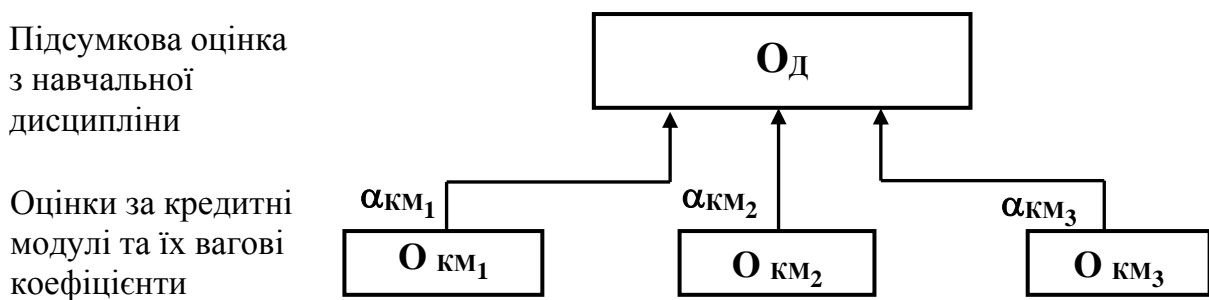 Підсумкова оцінка
з навчальної
дисципліни
Од
αкм₁
αкм₂
αкм₃
Оцінки за кредитні
модулі та їх вагові
коефіцієнти
О км₁
О км₂
О км₃